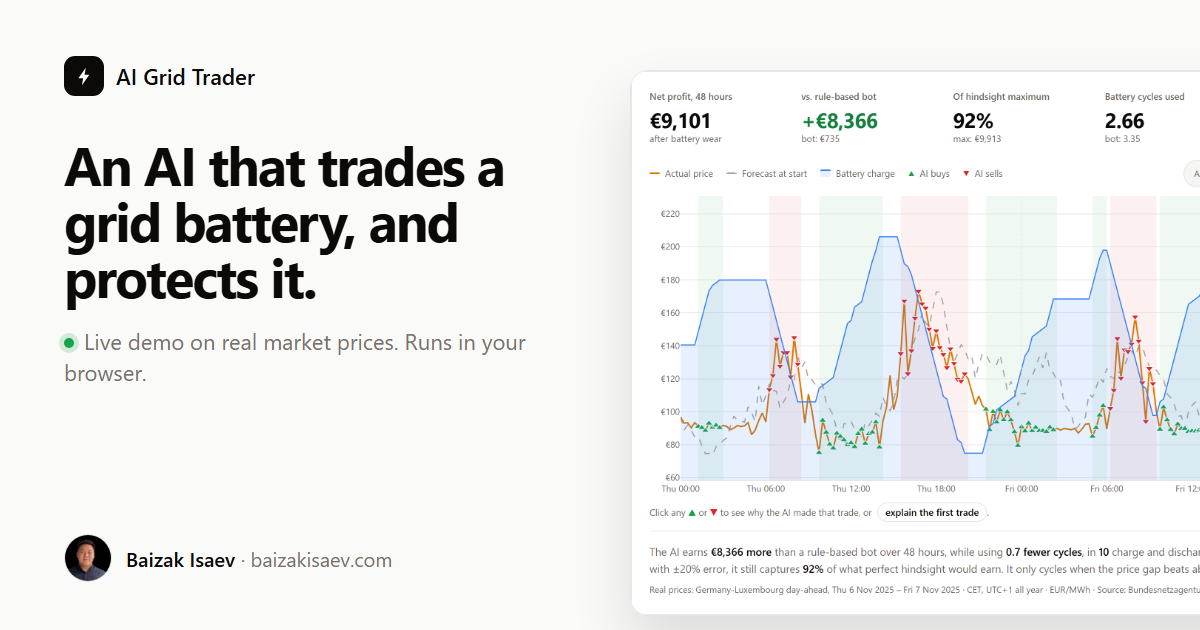 AI Grid Trader
An AI that trades a
grid battery, and
protects it.
Live demo on real market prices. Runs in your
browser.
Baizak Isaev · baizakisaev.com
Net profit, 48 hours
€9,101
after battery wear
vs. rule-based bot
+€8,366
bot: €735
Of hindsight maximum
92%
max: €9,913
Battery cycles used
2.66
bot: 3.35
Actual price
Forecast at start
Battery charge
AI buys
AI sells
A
€220
€200
€180
€160
€140
€120
€100
€80
€60
Thu 00:00
Thu 06:00
Thu 12:00
Thu 18:00
Fri 00:00
Fri 06:00
Fri 12:
Click any ▲ or ▼ to see why the AI made that trade, or explain the first trade.
The AI earns €8,366 more than a rule-based bot over 48 hours, while using 0.7 fewer cycles, in 10 charge and dischar
with ±20% error, it still captures 92% of what perfect hindsight would earn. It only cycles when the price gap beats a
Real prices: Germany-Luxembourg day-ahead, Thu 6 Nov 2025 – Fri 7 Nov 2025 · CET, UTC+1 all year · EUR/MWh · Source: Bundesnetzagentu